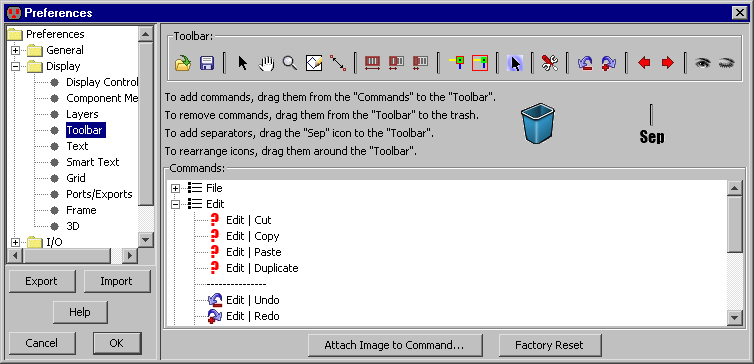 Preferences
Preferences
General
Display
Display Control
Component Me
Layers
Toolbar
Text
Smart Text
Grid
Ports/Exports
Frame
3D
I/O
Export
Import
Help
Cancel
OK
Toolbar:
To add commands, drag them from the "Commands" to the "Toolbar".
To remove commands, drag them from the "Toolbar" to the trash.
To add separators, drag the "Sep" icon to the "Toolbar".
To rearrange icons, drag them around the "Toolbar".
Sep
Commands:
File
Edit
Edit | Cut
Edit | Copy
Edit | Paste
Edit | Duplicate
---------------
Edit | Undo
Edit | Redo
Attach Image to Command...
Factory Reset